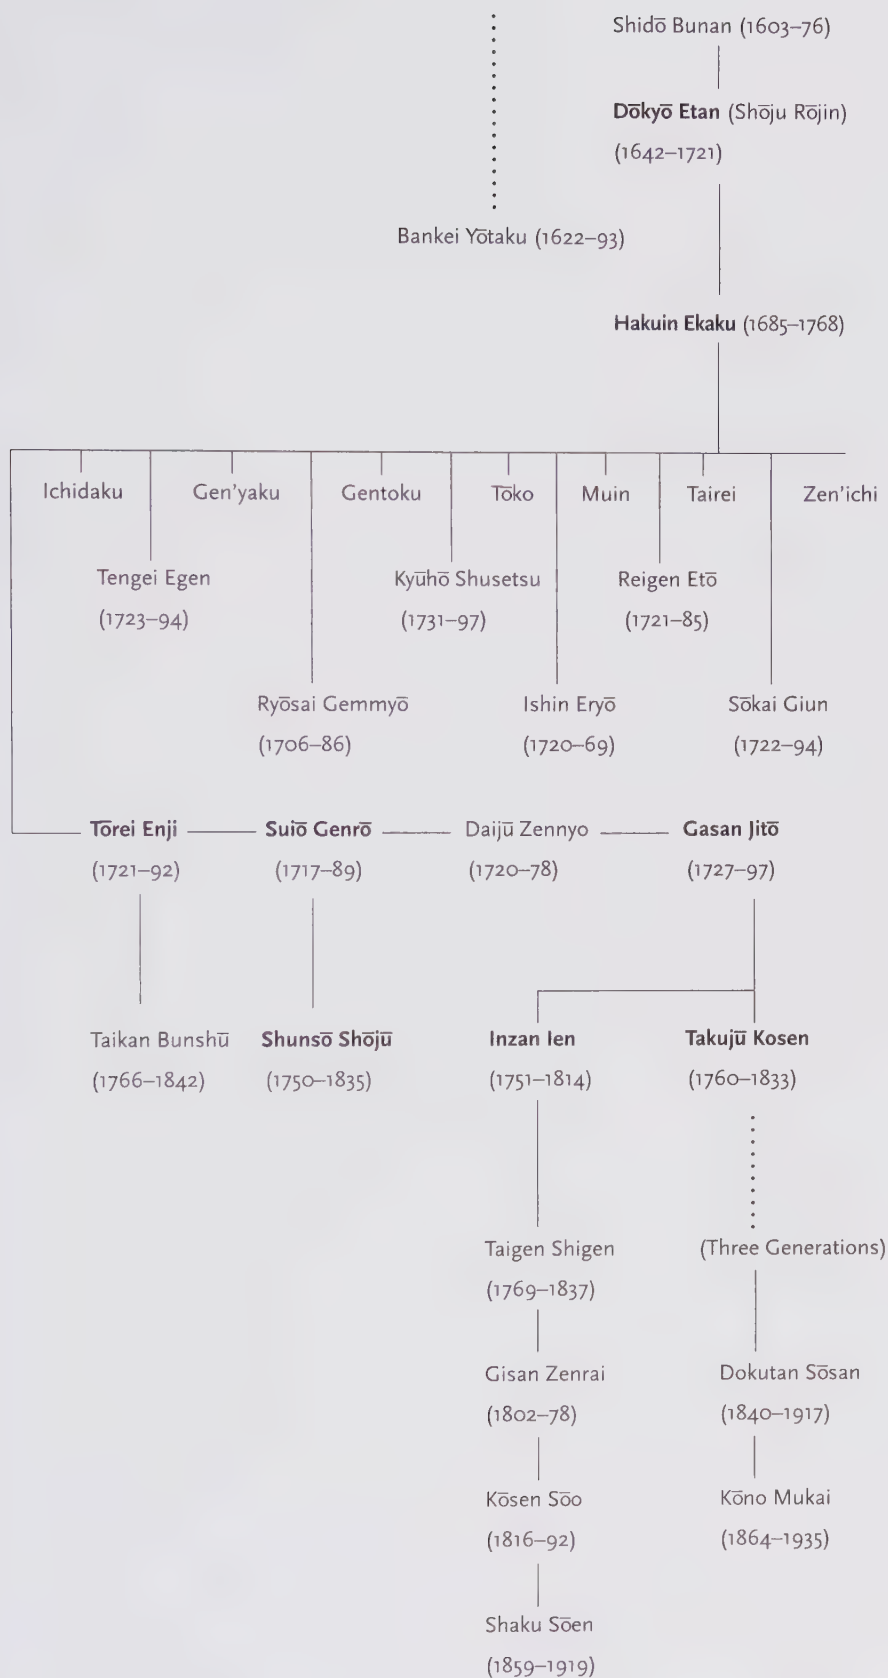 Shidō Bunan (1603–76)
Dōkyō Etan (Shōju Rōjin)
(1642–1721)
Bankei Yōtaku (1622–93)
Hakuin Ekaku (1685–1768)
Ichidaku Gen'yaku Gentoku Tōko Muin Tairei Zen'ichi
Tengei Egen Kyūhō Shusetsu Reigen Etō
(1723–94) (1731–97) (1721–85)
Ryōsai Gemmyō Ishin Eryō Sōkai Giun
(1706–86) (1720–69) (1722–94)
Tōrei Enji Suiō Genrō Daijū Zennyo Gasan Jitō
(1721–92) (1717–89) (1720–78) (1727–97)
Taikan Bunshū Shunsō Shōjū Inzan Ien Takujū Kosen
(1766–1842) (1750–1835) (1751–1814) (1760–1833)
Taigen Shigen (Three Generations)
(1769–1837)
Gisan Zenrai Dokutan Sōsan
(1802–78) (1840–1917)
Kōsen Sōo Kōno Mukai
(1816–92) (1864–1935)
Shaku Sōen
(1859–1919)